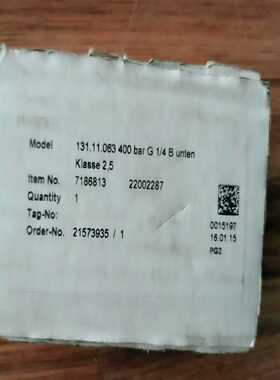 Model 131.11.063 400 bar G 1/4 B unten
Klasse 2,5
Item No. 7186813 22002287
Quantity 1
Tag-No:
Order-No. 21573935 / 1
0015197
16.01.15
PG2